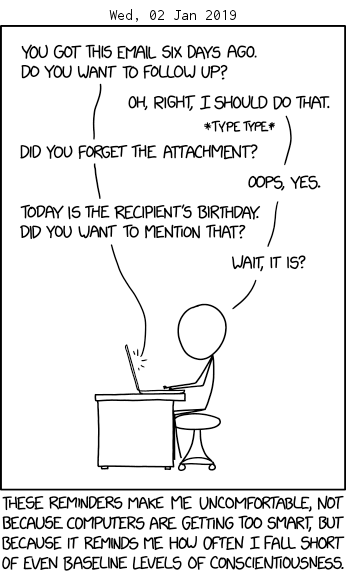 Wed, 02 Jan 2019
YOU GOT THIS EMAIL SIX DAYS AGO.
DO YOU WANT TO FOLLOW UP?
OH, RIGHT, I SHOULD DO THAT.
*TYPE TYPE*
DID YOU FORGET THE ATTACHMENT?
OOPS, YES.
TODAY IS THE RECIPIENT'S BIRTHDAY.
DID YOU WANT TO MENTION THAT?
WAIT, IT IS?
THESE REMINDERS MAKE ME UNCOMFORTABLE, NOT
BECAUSE COMPUTERS ARE GETTING TOO SMART, BUT
BECAUSE IT REMINDS ME HOW OFTEN I FALL SHORT
OF EVEN BASELINE LEVELS OF CONSCIENTIOUSNESS.